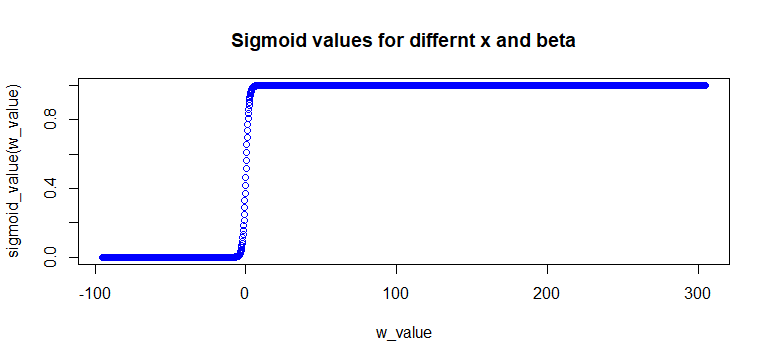 Sigmoid values for differnt x and beta
sigmoid_value(w_value)
0.8
0.4
0.0
-100
0
100
200
300
w_value